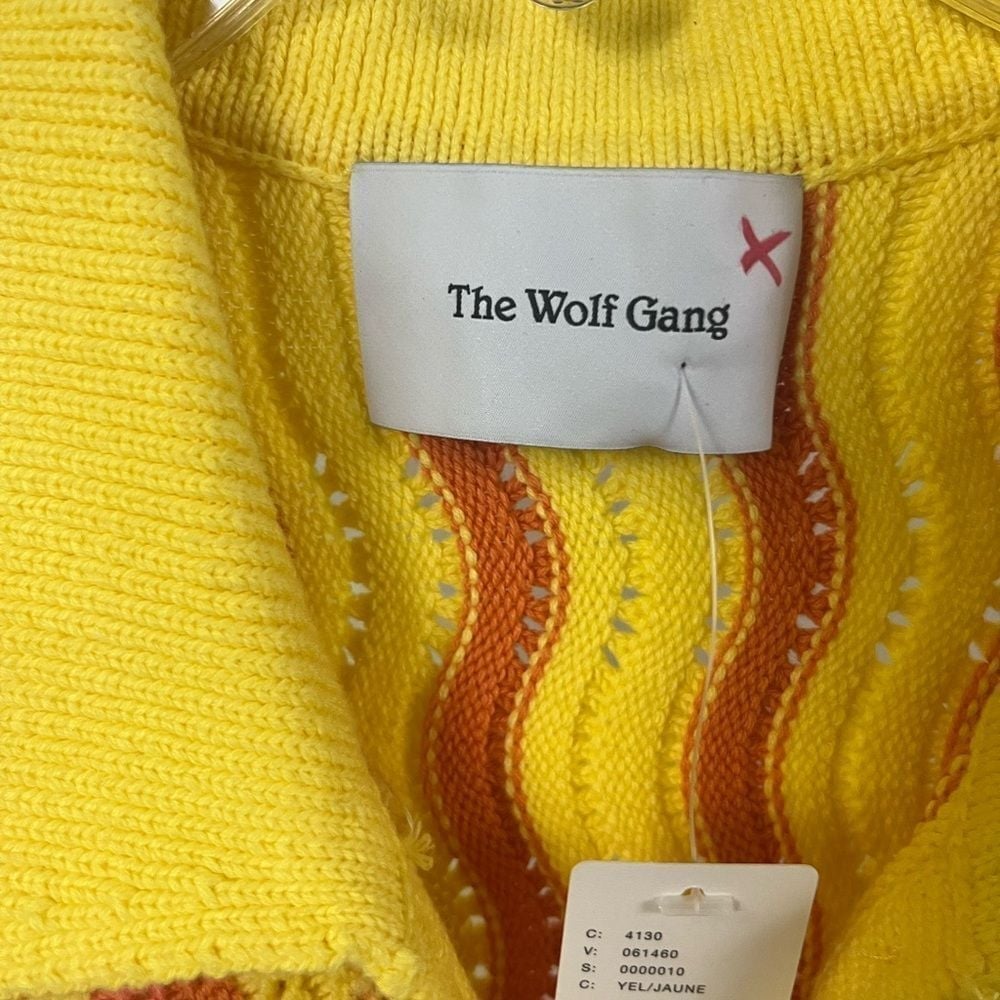 The Wolf Gang
C: 4130
V: 061460
S: 0000010
C: YEL/JAUNE